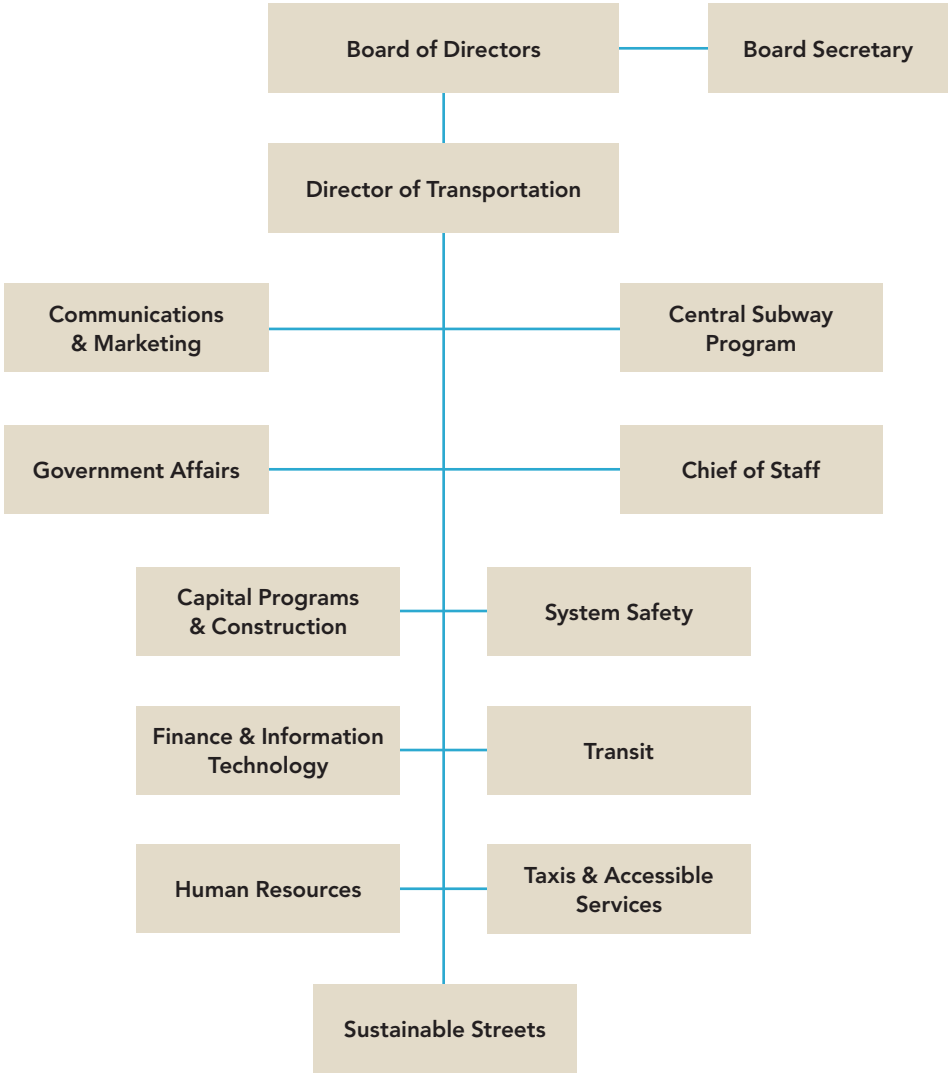 Board of Directors
Board Secretary
Director of Transportation
Communications
& Marketing
Central Subway
Program
Government Affairs
Chief of Staff
Capital Programs
& Construction
System Safety
Finance & Information
Technology
Transit
Human Resources
Taxis & Accessible
Services
Sustainable Streets